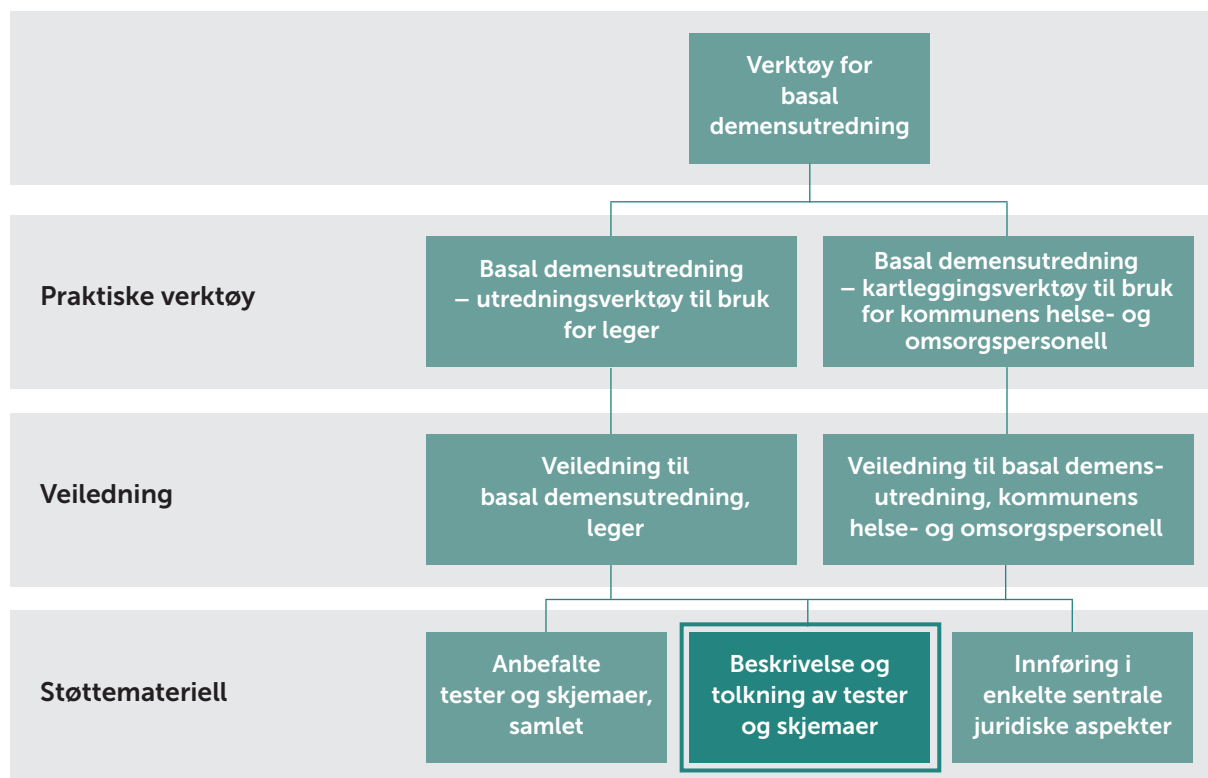 Verktøy for
basal
demensutredning
Praktiske verktøy
Basal demensutredning
– utredningsverktøy til bruk
for leger
Basal demensutredning
– kartleggingsverktøy til bruk
for kommunens helse- og
omsorgspersonell
Veiledning
Veiledning til
basal demensutredning,
leger
Veiledning til basal demens-
utredning, kommunens
helse- og omsorgspersonell
Støttemateriell
Anbefalte
tester og skjemaer,
samlet
Beskrivelse og
tolkning av tester
og skjemaer
Innføring i
enkelte sentrale
juridiske aspekter